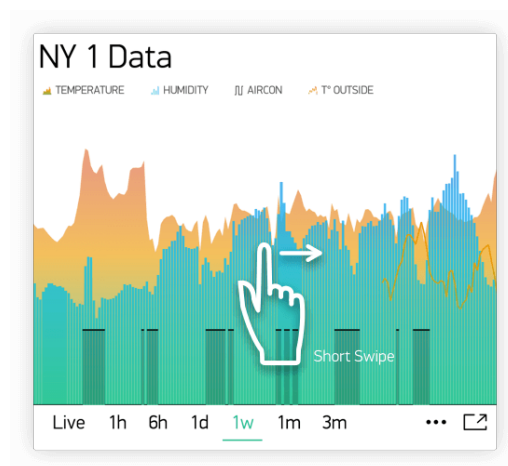 NY 1 Data
TEMPERATURE HUMIDITY AIRCON T° OUTSIDE
Short Swipe
Live 1h 6h 1d 1w 1m 3m